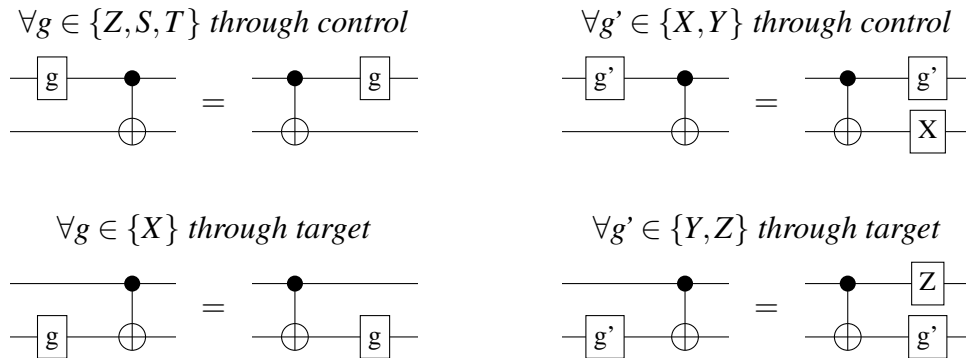 ∀g ∈ {Z, S, T} through control
∀g’ ∈ {X, Y} through control
g = g
g’ = g’
X
∀g ∈ {X} through target
∀g’ ∈ {Y, Z} through target
g = g
Z
g’ = g’